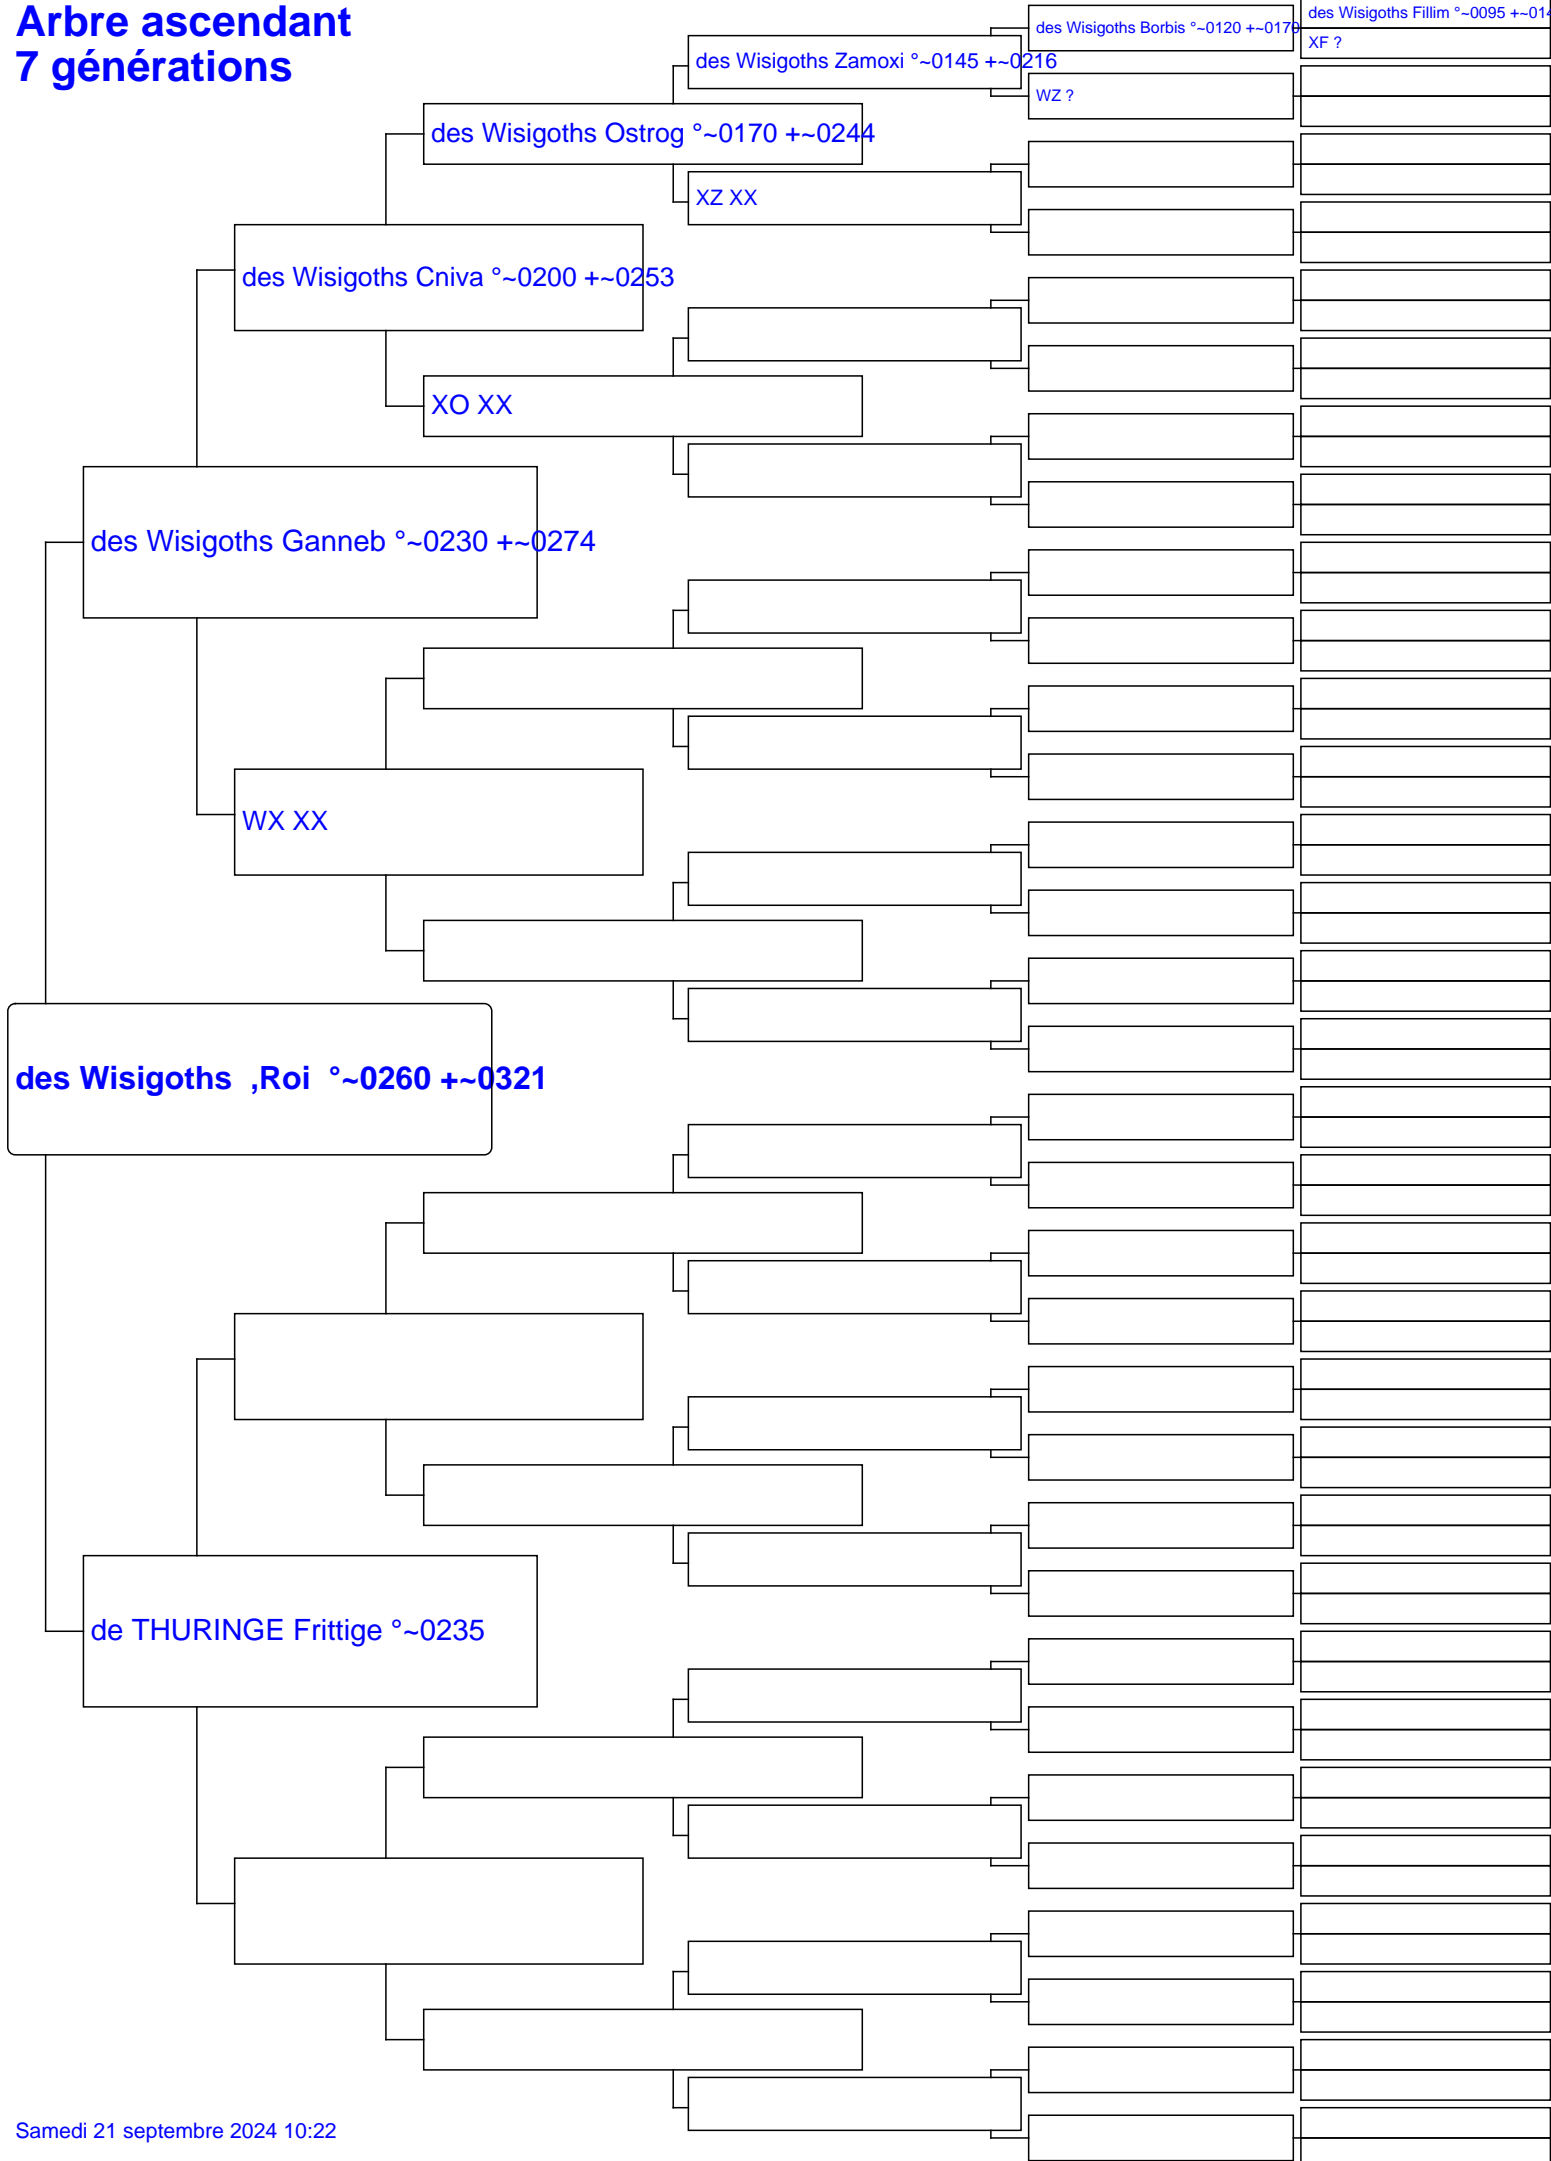 Arbre ascendant
7 générations
des Wisigoths Fillim °~0095 +~014
des Wisigoths Borbis °~0120 +~0170
XF ?
des Wisigoths Zamoxi °~0145 +~0216
WZ ?
des Wisigoths Ostrog °~0170 +~0244
XZ XX
des Wisigoths Cniva °~0200 +~0253
XO XX
des Wisigoths Ganneb °~0230 +~0274
WX XX
des Wisigoths ,Roi °~0260 +~0321
de THURINGE Frittige °~0235
Samedi 21 septembre 2024 10:22